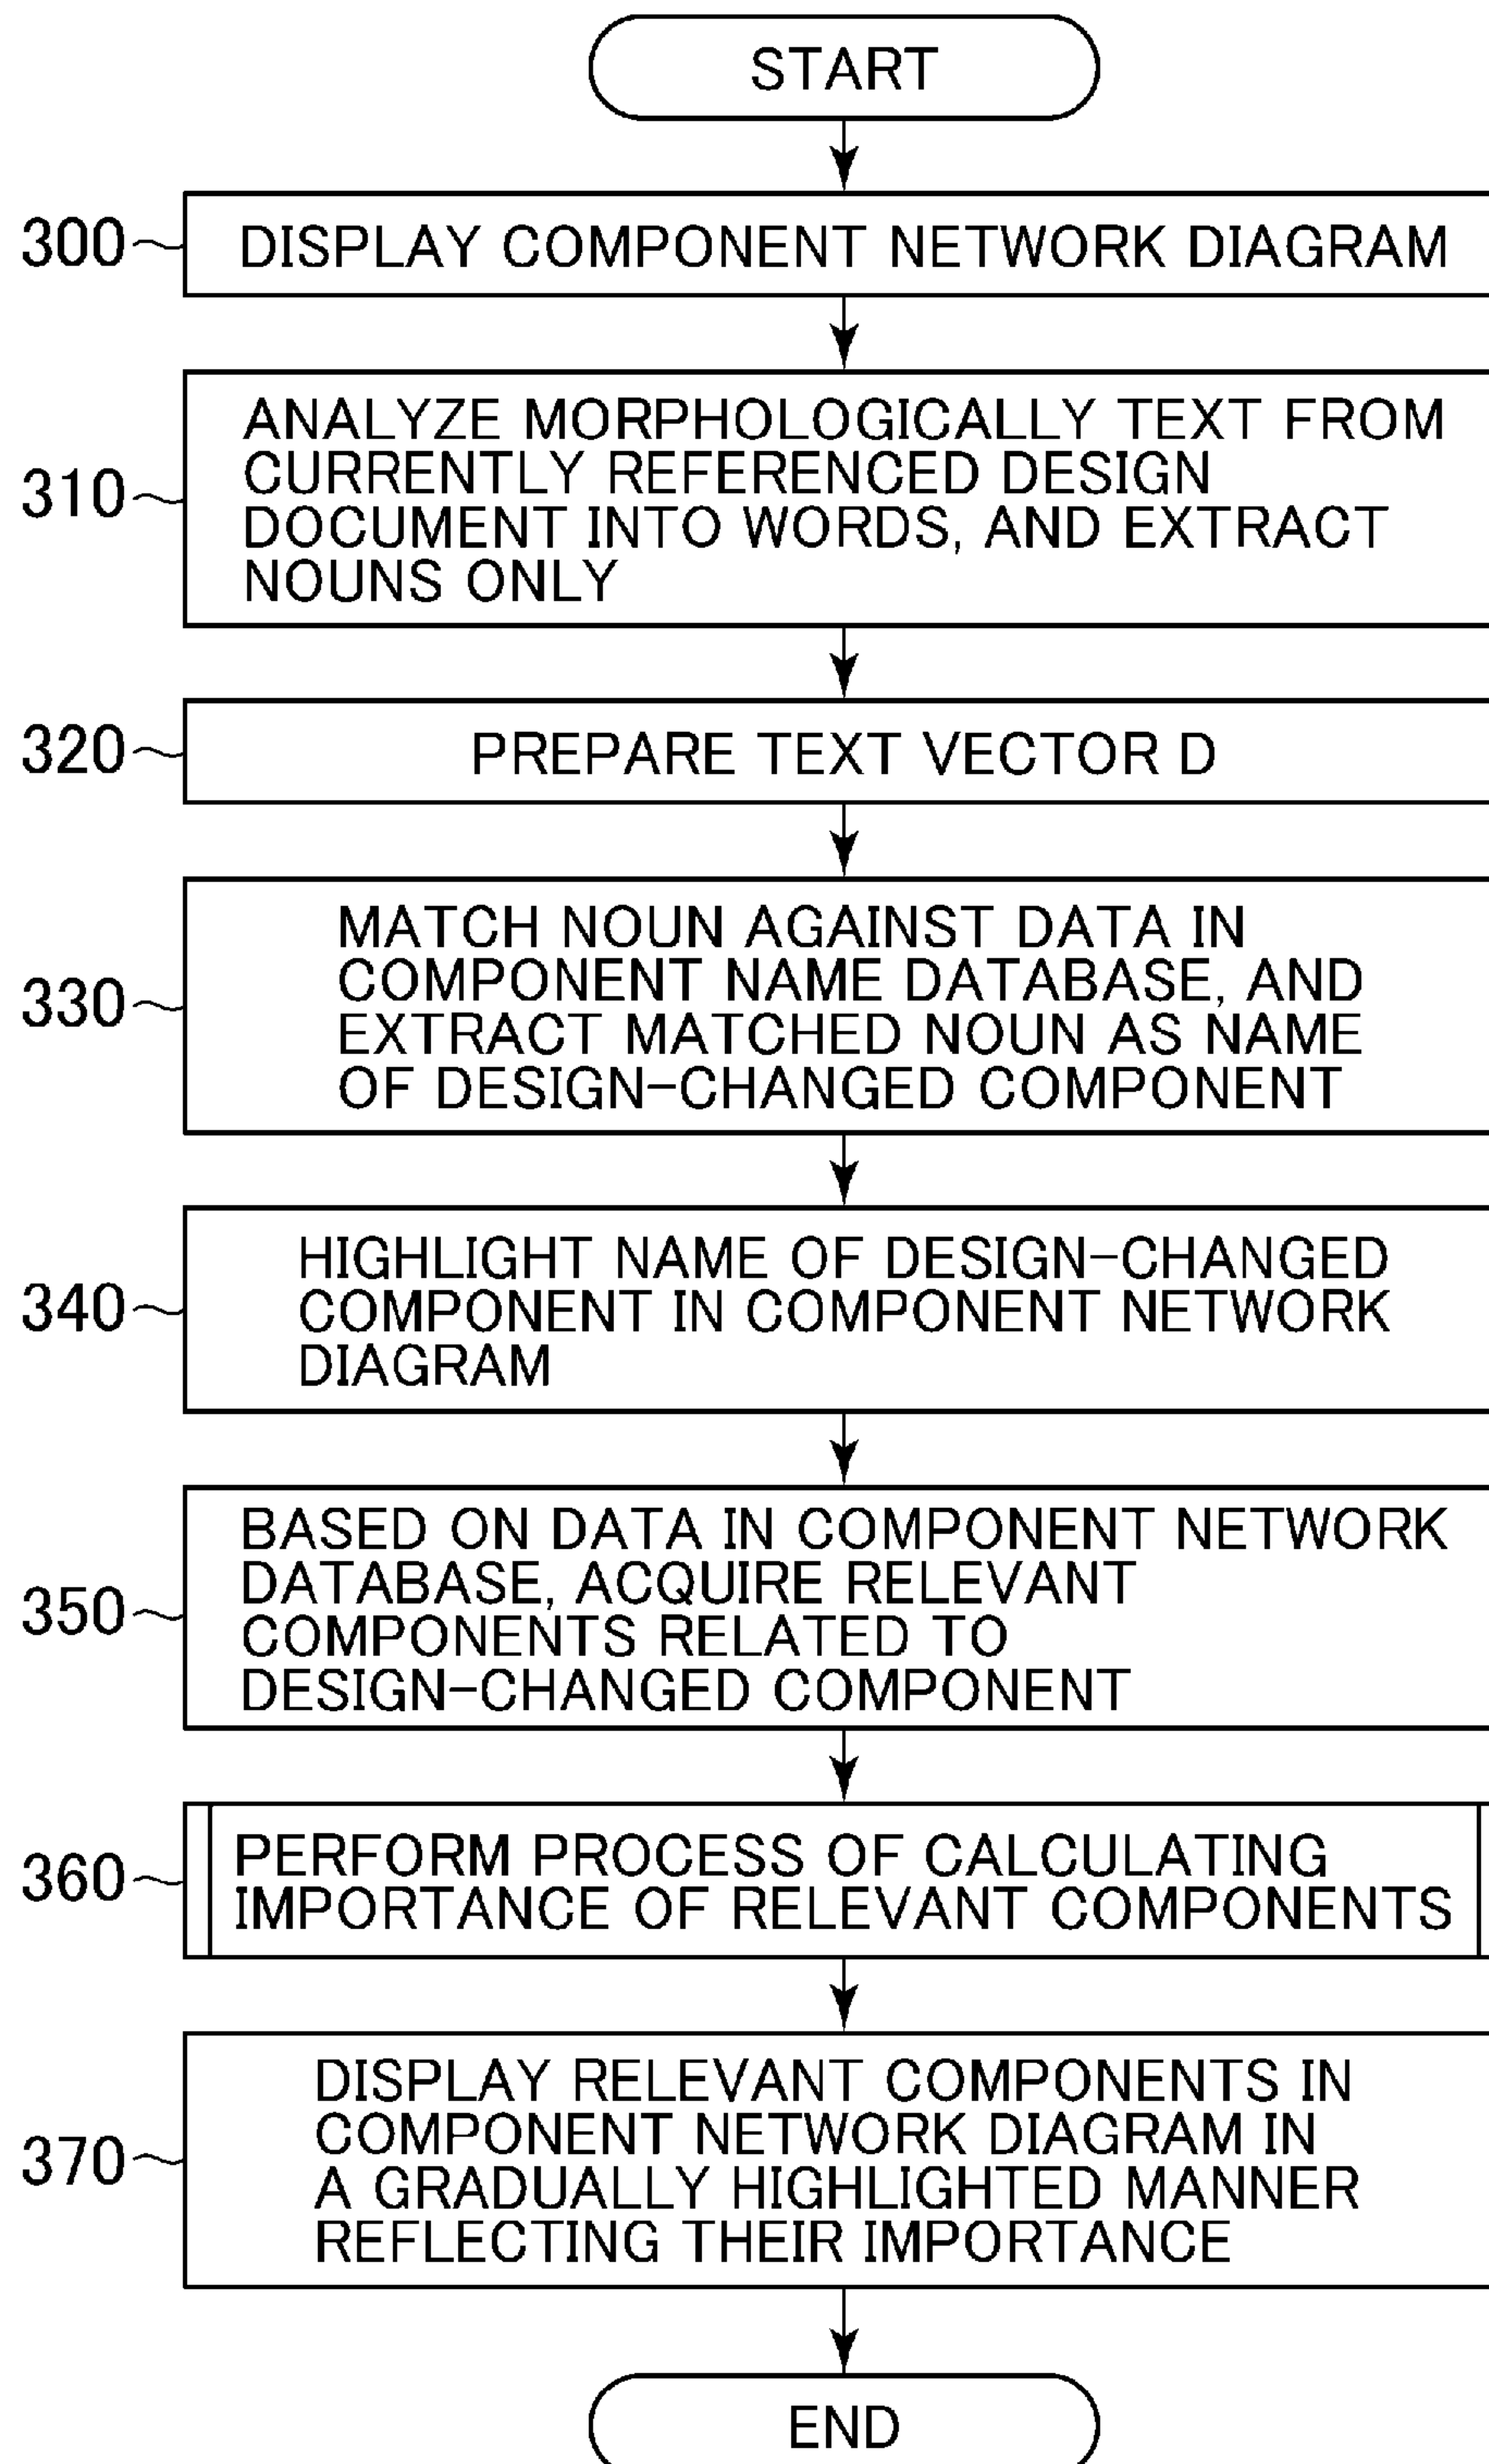 START
300
DISPLAY COMPONENT NETWORK DIAGRAM
310
ANALYZE MORPHOLOGICALLY TEXT FROM
CURRENTLY REFERENCED DESIGN
DOCUMENT INTO WORDS, AND EXTRACT
NOUNS ONLY
320
PREPARE TEXT VECTOR D
330
MATCH NOUN AGAINST DATA IN
COMPONENT NAME DATABASE, AND
EXTRACT MATCHED NOUN AS NAME
OF DESIGN-CHANGED COMPONENT
340
HIGHLIGHT NAME OF DESIGN-CHANGED
COMPONENT IN COMPONENT NETWORK
DIAGRAM
350
BASED ON DATA IN COMPONENT NETWORK
DATABASE, ACQUIRE RELEVANT
COMPONENTS RELATED TO
DESIGN-CHANGED COMPONENT
360
PERFORM PROCESS OF CALCULATING
IMPORTANCE OF RELEVANT COMPONENTS
370
DISPLAY RELEVANT COMPONENTS IN
COMPONENT NETWORK DIAGRAM IN
A GRADUALLY HIGHLIGHTED MANNER
REFLECTING THEIR IMPORTANCE
END